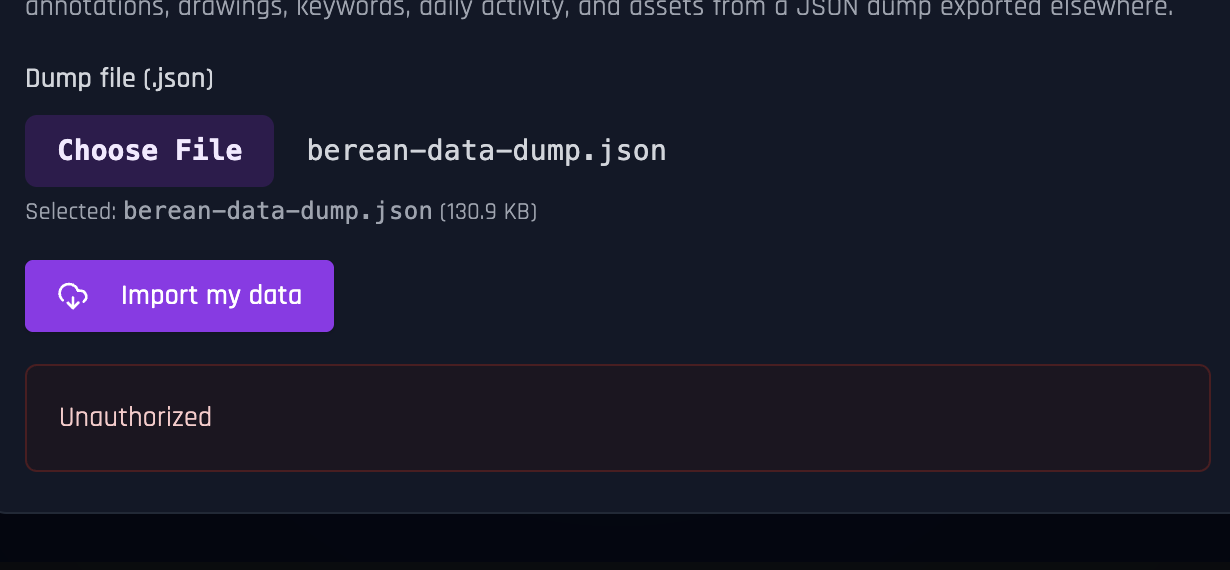 annotations, drawings, keywords, daily activity, and assets from a JSON dump exported elsewhere.
Dump file (.json)
Choose File berean-data-dump.json
Selected: berean-data-dump.json (130.9 KB)
Import my data
Unauthorized